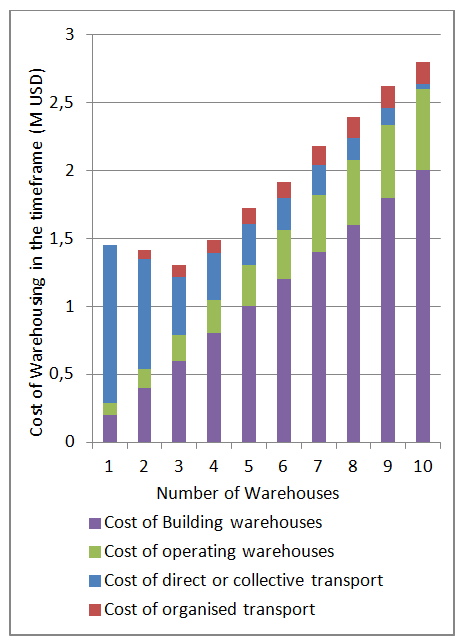 Cost of Warehousing in the timeframe (M USD)
3
2,5
2
1,5
1
0,5
0
1 2 3 4 5 6 7 8 9 10
Number of Warehouses
Cost of Building warehouses
Cost of operating warehouses
Cost of direct or collective transport
Cost of organised transport